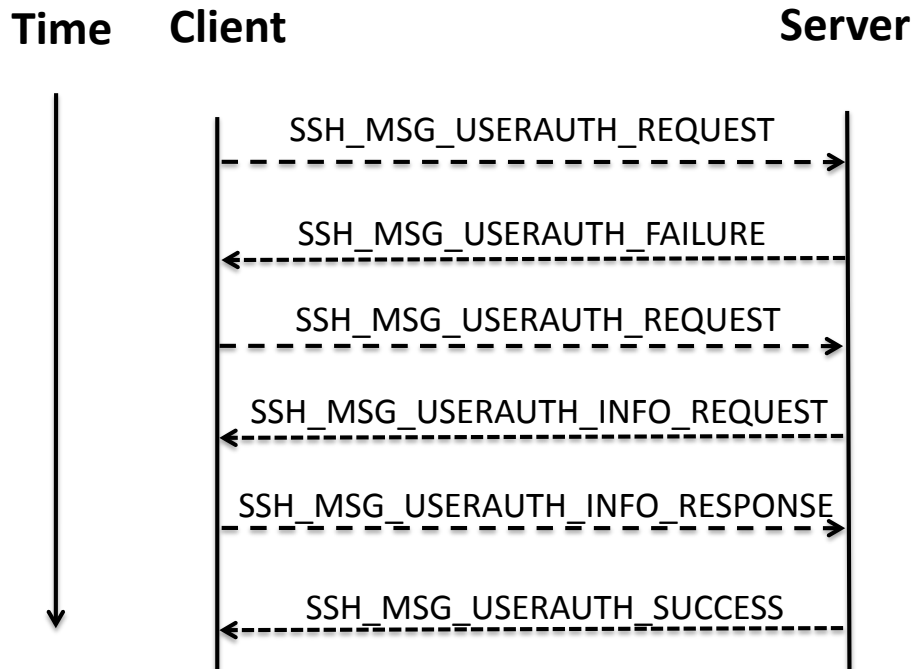 Time Client Server
SSH_MSG_USERAUTH_REQUEST
SSH_MSG_USERAUTH_FAILURE
SSH_MSG_USERAUTH_REQUEST
SSH_MSG_USERAUTH_INFO_REQUEST
SSH_MSG_USERAUTH_INFO_RESPONSE
SSH_MSG_USERAUTH_SUCCESS